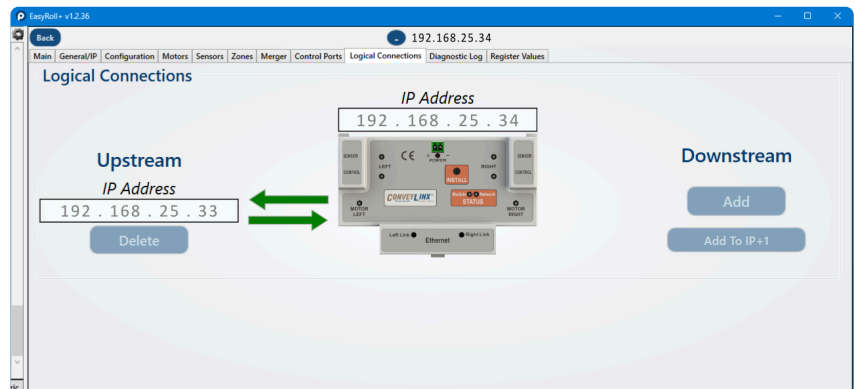 EasyRoll+ v1.2.36
Back
- 192.168.25.34
Main General/IP Configuration Motors Sensors Zones Merger Control Ports Logical Connections Diagnostic Log Register Values
Logical Connections
IP Address
192 . 168 . 25 . 34
Upstream
IP Address
192 . 168 . 25 . 33
Delete
SENSOR
CONTROL
LEFT
CE
+ -
POWER
RIGHT
SENSOR
CONTROL
INSTALL
CONVEYLINX
Module Network
STATUS
MOTOR
LEFT
MOTOR
RIGHT
Left Link
Ethernet
Right Link
Downstream
Add
Add To IP+1